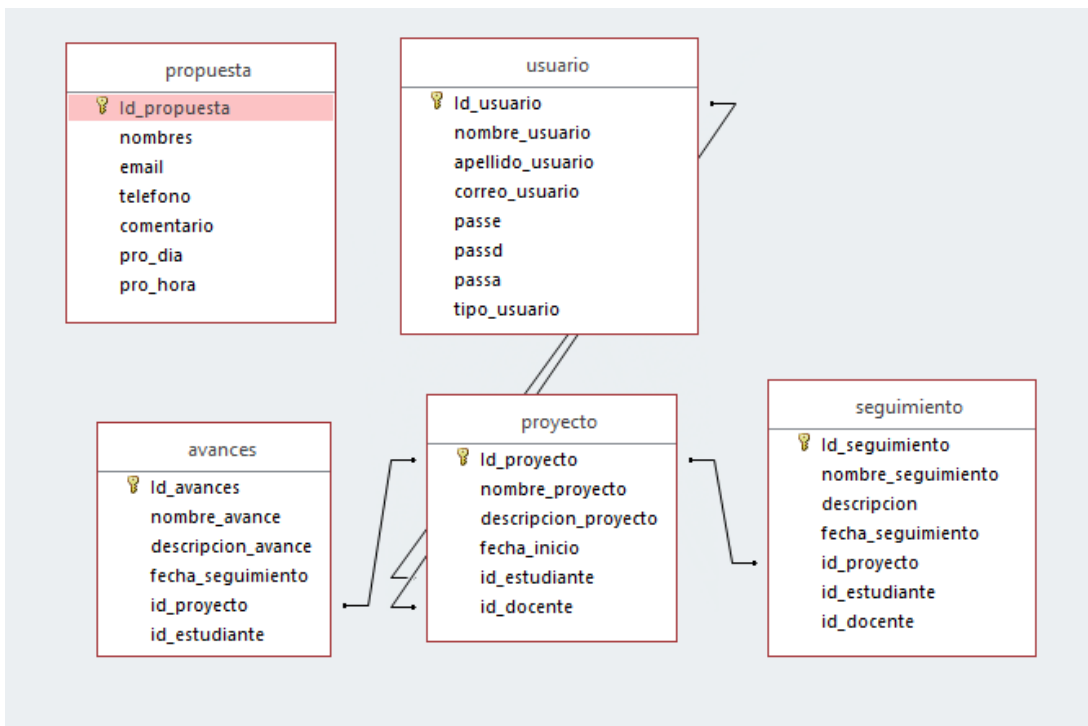 propuesta
Id_propuesta
nombres
email
telefono
comentario
pro_dia
pro_hora
usuario
Id_usuario
nombre_usuario
apellido_usuario
correo_usuario
passe
passd
passa
tipo_usuario
avances
Id_avances
nombre_avance
descripcion_avance
fecha_seguimiento
id_proyecto
id_estudiante
proyecto
Id_proyecto
nombre_proyecto
descripcion_proyecto
fecha_inicio
id_estudiante
id_docente
seguimiento
Id_seguimiento
nombre_seguimiento
descripcion
fecha_seguimiento
id_proyecto
id_estudiante
id_docente